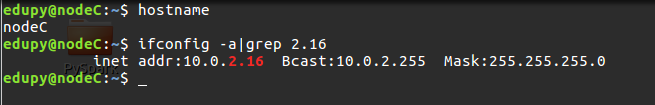 edupy@nodeC:~$ hostname
nodeC
edupy@nodeC:~$ ifconfig -a|grep 2.16
          inet addr:10.0.2.16  Bcast:10.0.2.255  Mask:255.255.255.0
edupy@nodeC:~$ _